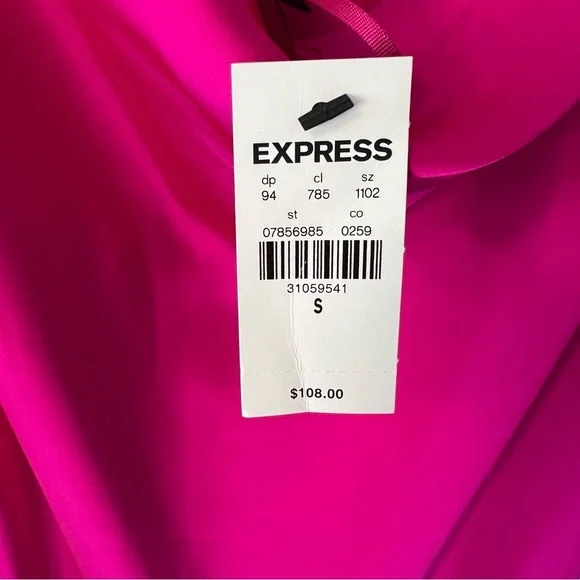 EXPRESS
dp cl sz
94 785 1102
st co
07856985 0259
31059541
S
$108.00